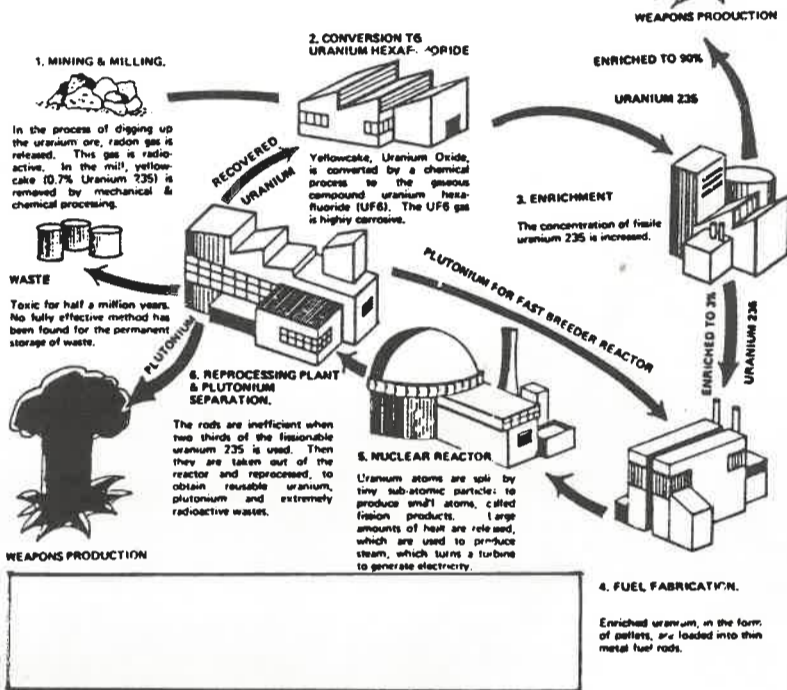 WEAPONS PRODUCTION
ENRICHED TO 90%
URANIUM 235
1. MINING & MILLING.
In the process of digging up
the uranium ore, radon gas is
released. This gas is radio-
active. In the mill, yellow-
cake (0.7% Uranium 235) is
removed by mechanical &
chemical processing.
2. CONVERSION TO
URANIUM HEXAFLUORIDE
Yellowcake, Uranium Oxide,
is converted by a chemical
process to the gaseous
compound uranium hexa-
fluoride (UF6). The UF6 gas
is highly corrosive.
RECOVERED
URANIUM
3. ENRICHMENT
The concentration of fissile
uranium 235 is increased.
ENRICHED TO 3%
URANIUM 235
PLUTONIUM FOR FAST BREEDER REACTOR
WASTE
Toxic for half a million years.
No fully effective method has
been found for the permanent
storage of waste.
PLUTONIUM
WEAPONS PRODUCTION
6. REPROCESSING PLANT
& PLUTONIUM
SEPARATION.
The rods are inefficient when
two thirds of the fissionable
uranium 235 is used. Then
they are taken out of the
reactor and reprocessed, to
obtain reusable uranium,
plutonium and extremely
radioactive wastes.
5. NUCLEAR REACTOR
Uranium atoms are split by
tiny sub-atomic particles to
produce small atoms, called
fission products. Large
amounts of heat are released,
which are used to produce
steam, which turns a turbine
to generate electricity.
4. FUEL FABRICATION.
Enriched uranium, in the form
of pellets, are loaded into thin
metal fuel rods.